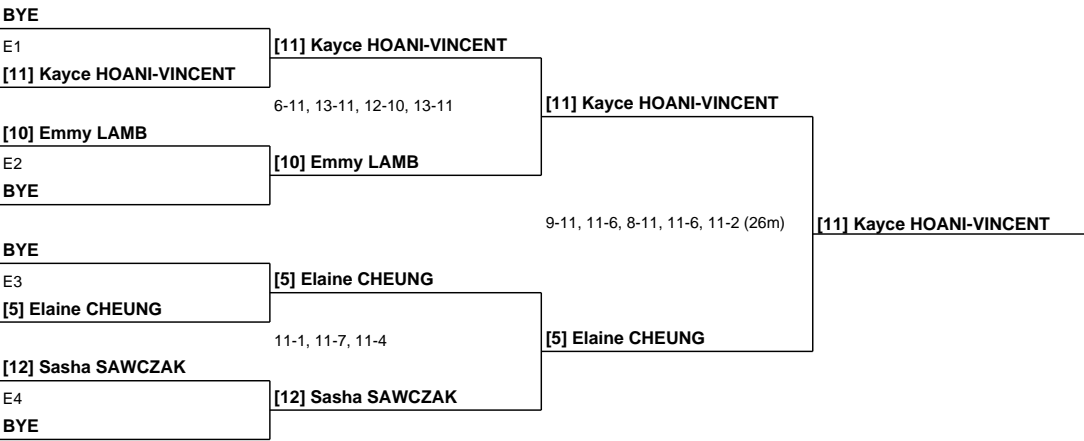 BYE
E1
[11] Kayce HOANI-VINCENT
[11] Kayce HOANI-VINCENT
6-11, 13-11, 12-10, 13-11
[11] Kayce HOANI-VINCENT
[10] Emmy LAMB
E2
[10] Emmy LAMB
BYE
9-11, 11-6, 8-11, 11-6, 11-2 (26m)
[11] Kayce HOANI-VINCENT
BYE
E3
[5] Elaine CHEUNG
[5] Elaine CHEUNG
11-1, 11-7, 11-4
[5] Elaine CHEUNG
[12] Sasha SAWCZAK
E4
[12] Sasha SAWCZAK
BYE